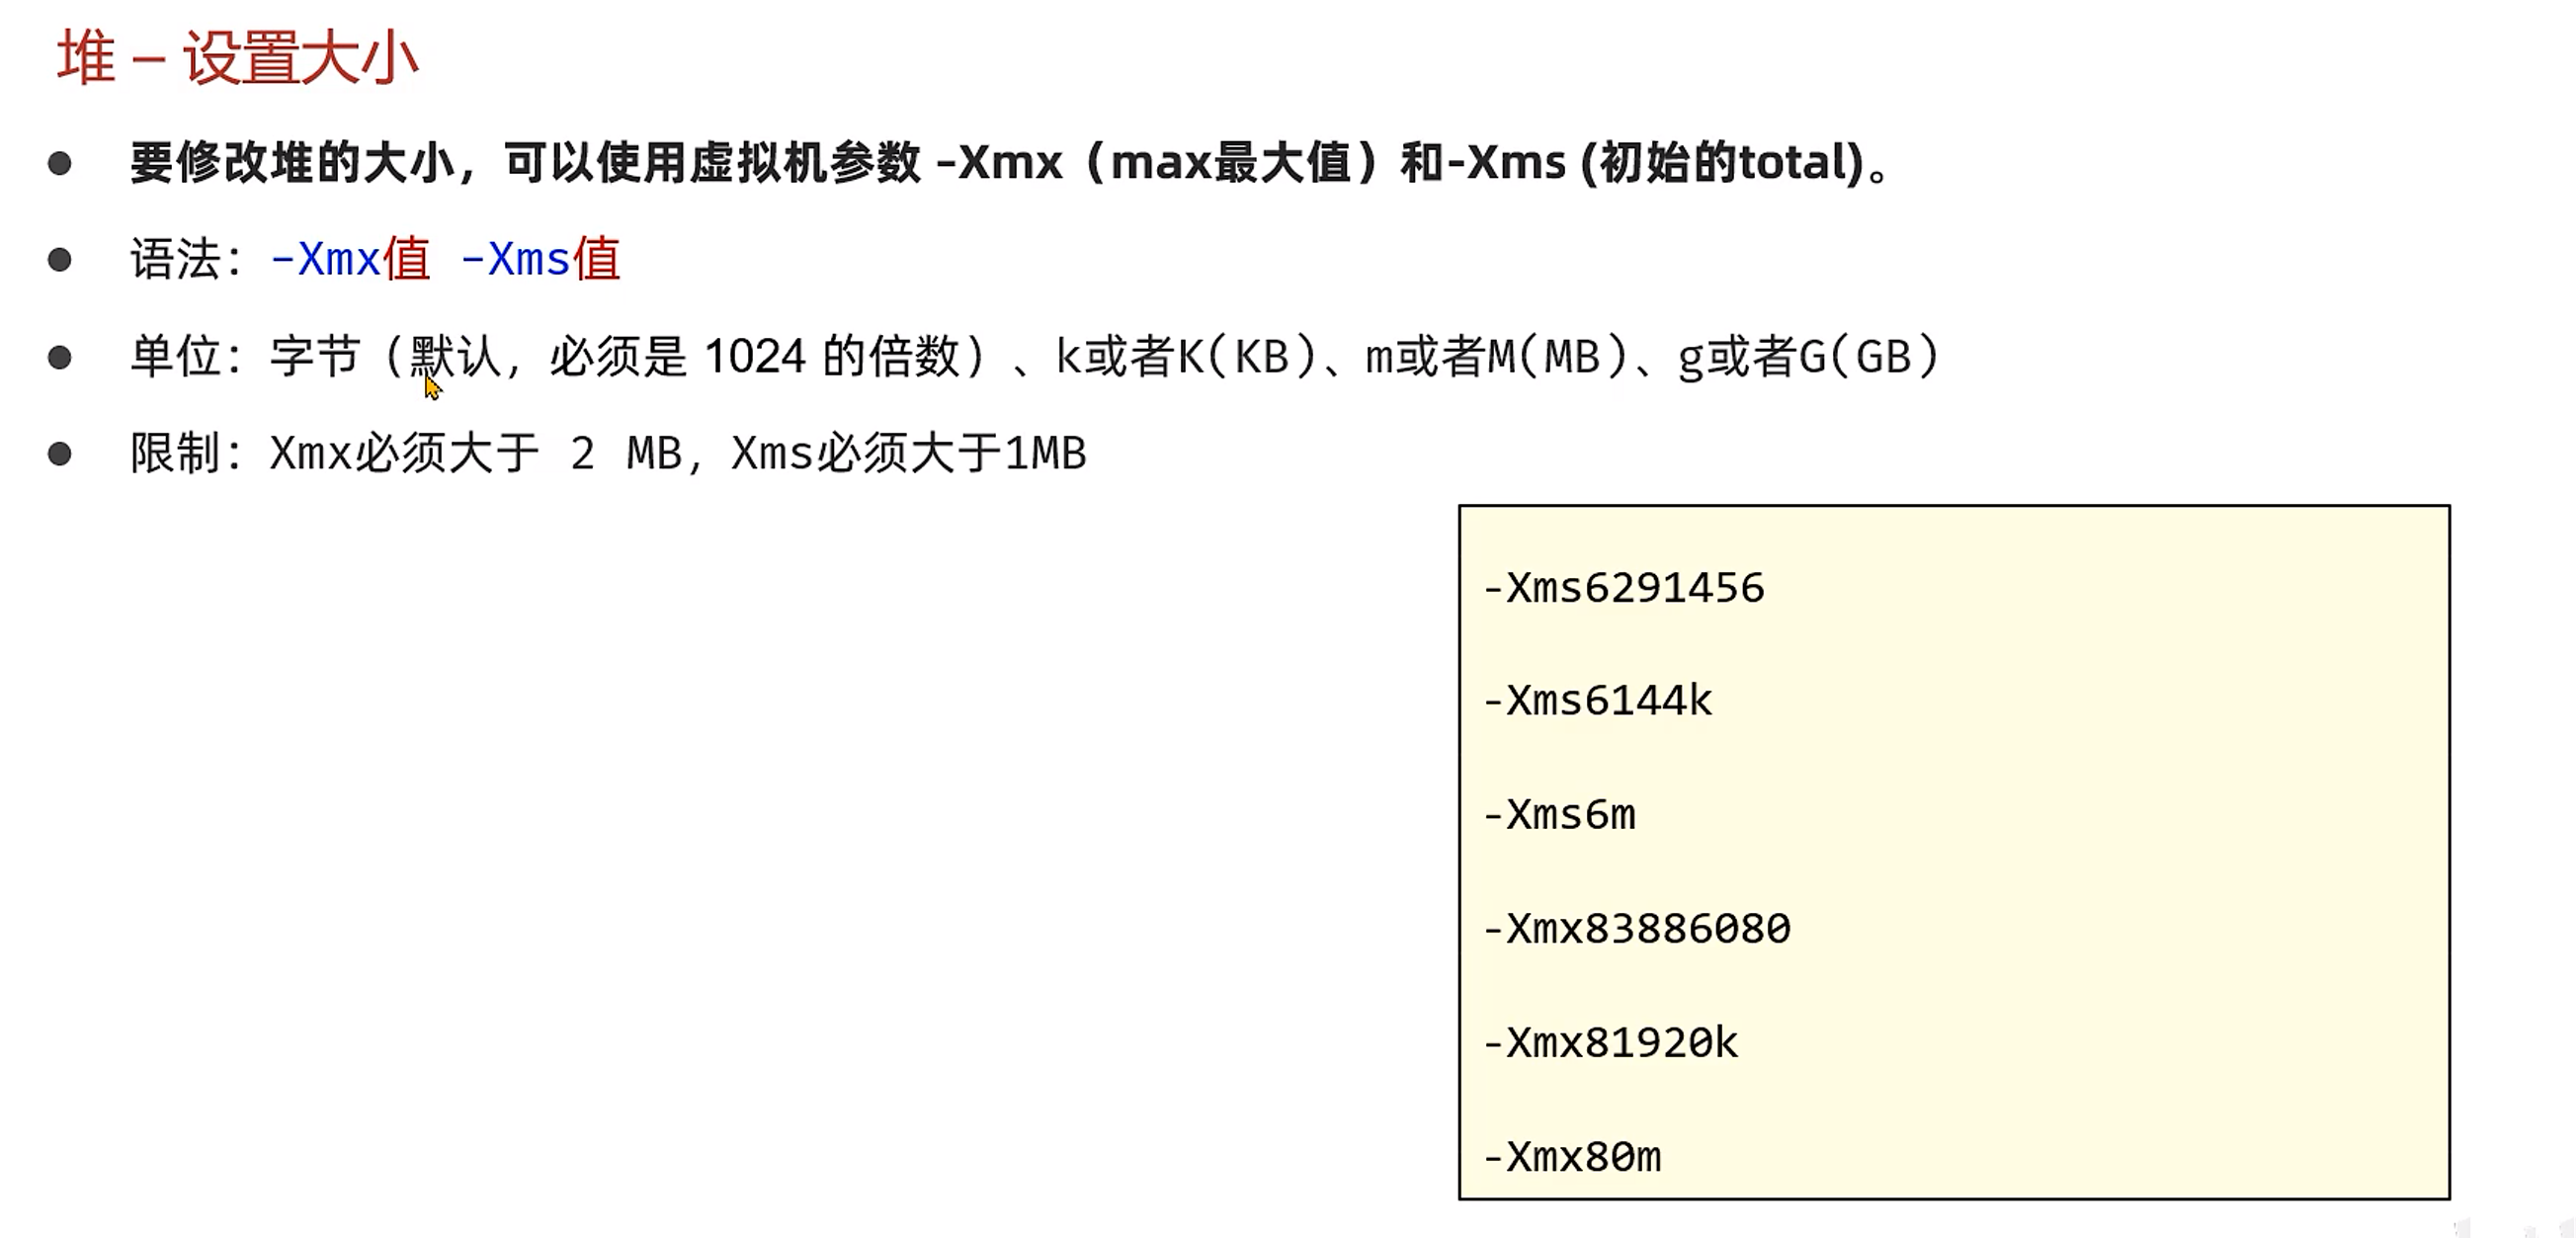 堆 – 设置大小
要修改堆的大小，可以使用虚拟机参数 –Xmx（max最大值）和-Xms (初始的total)。
语法：-Xmx值 -Xms值
单位：字节（默认，必须是 1024 的倍数）、k或者K(KB)、m或者M(MB)、g或者G(GB)
限制：Xmx必须大于 2 MB，Xms必须大于1MB
-Xms6291456
-Xms6144k
-Xms6m
-Xmx83886080
-Xmx81920k
-Xmx80m